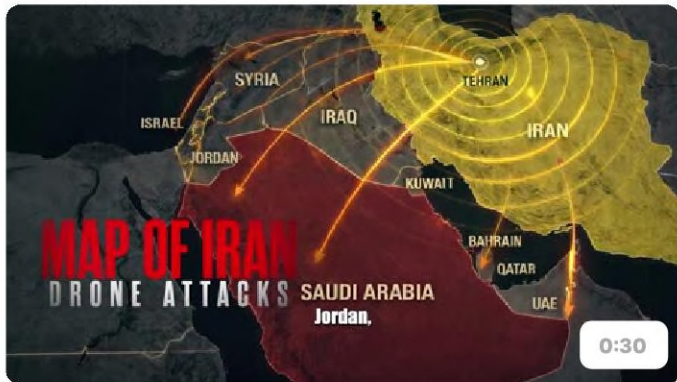 SYRIA
TEHRAN
ISRAEL
IRAQ
IRAN
JORDAN
KUWAIT
MAP OF IRAN
DRONE ATTACKS
BAHRAIN
QATAR
SAUDI ARABIA
UAE
Jordan,
0:30